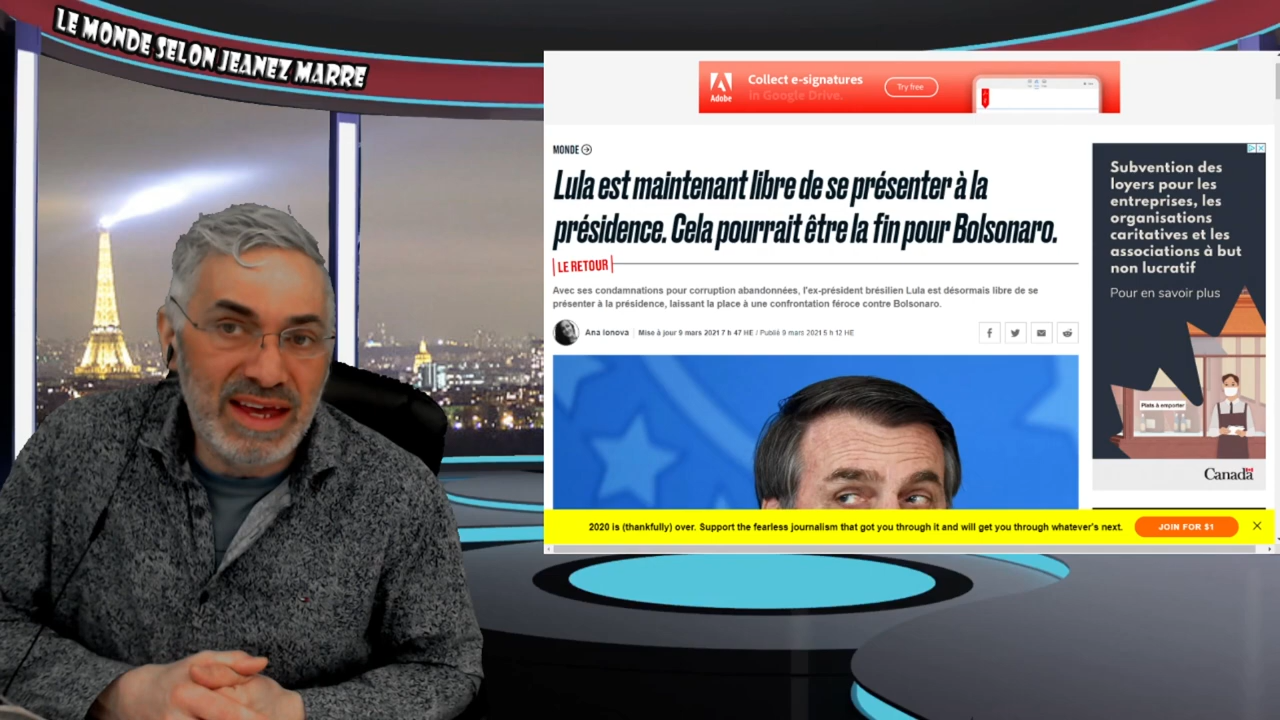 LE MONDE SELON JEANEZ MARRE
Adobe
Collect e-signatures
in Google Drive.
Try free
MONDE
Lula est maintenant libre de se présenter à la
présidence. Cela pourrait être la fin pour Bolsonaro.
LE RETOUR
Avec ses condamnations pour corruption abandonnées, l'ex-président brésilien Lula est désormais libre de se
présenter à la présidence, laissant la place à une confrontation féroce contre Bolsonaro.
Ana Ionova
Mise à jour 9 mars 2021 7 h 47 HE / Publié 9 mars 2021 5 h 12 HE
Subvention des
loyers pour les
entreprises, les
organisations
caritatives et les
associations à but
non lucratif
Pour en savoir plus
Plats à emporter
Canada
2020 is (thankfully) over. Support the fearless journalism that got you through it and will get you through whatever's next.
JOIN FOR $1